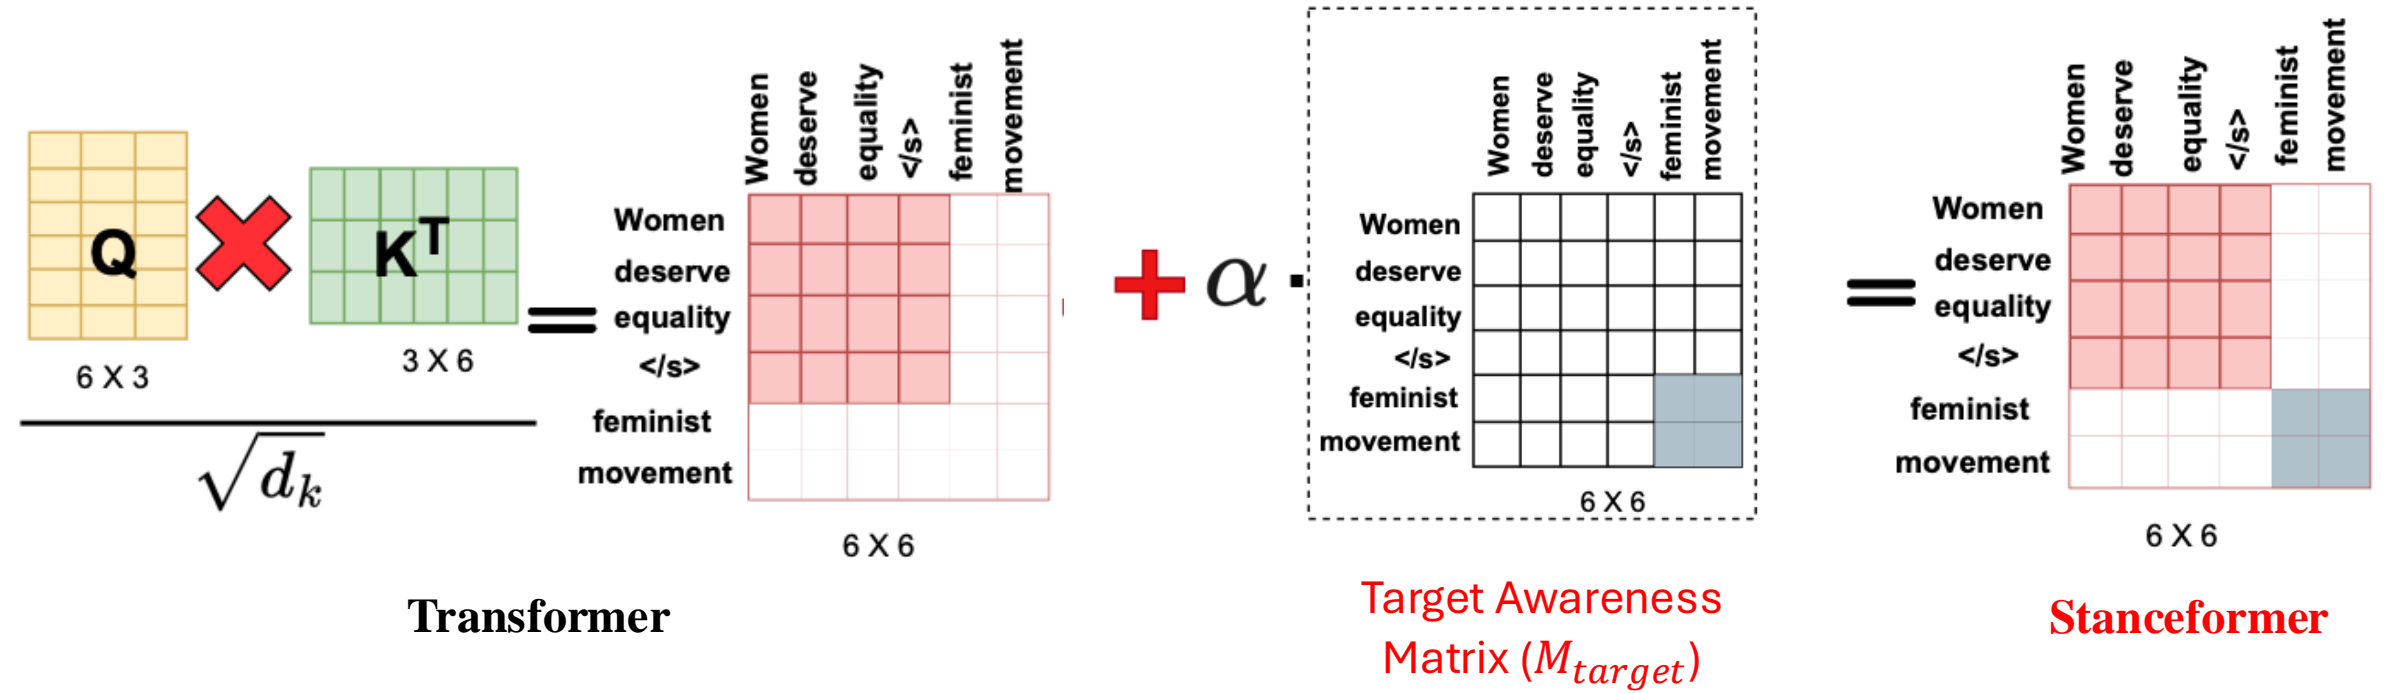 Q
K^T
6 X 3
3 X 6
√d_k
=
Women
deserve
equality
</s>
feminist
movement
Women
deserve
equality
</s>
feminist
movement
6 X 6
Transformer
+ α ·
Women
deserve
equality
</s>
feminist
movement
Women
deserve
equality
</s>
feminist
movement
6 X 6
Target Awareness
Matrix (M_target)
=
Women
deserve
equality
</s>
feminist
movement
Women
deserve
equality
</s>
feminist
movement
6 X 6
Stanceformer